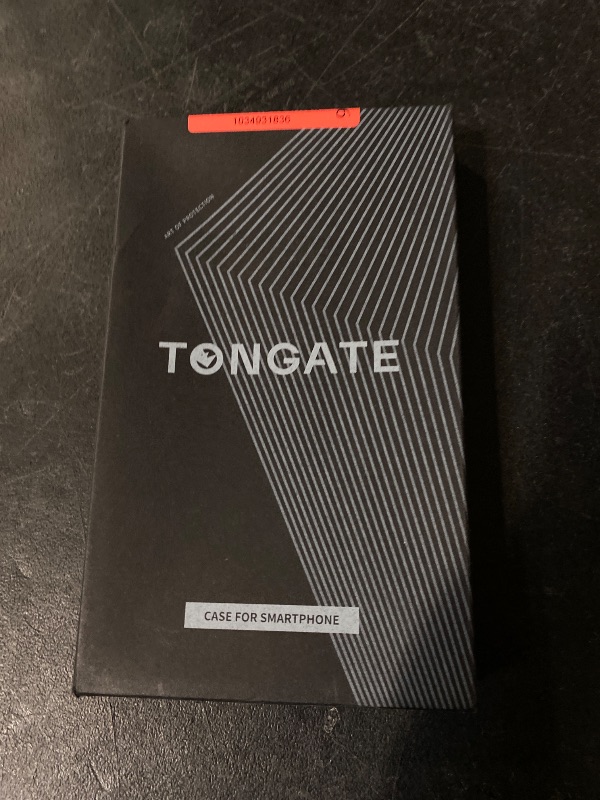 1634931636
ART OF PROTECTION
TONGATE
CASE FOR SMARTPHONE